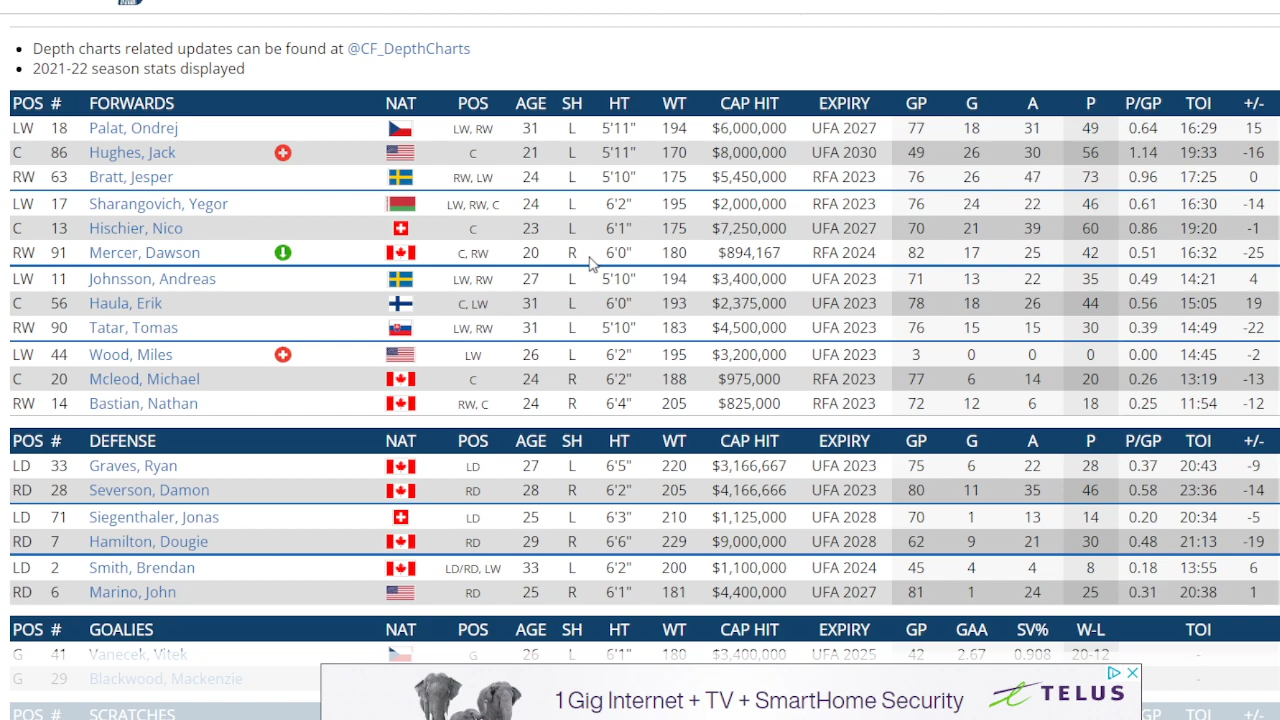 Depth charts related updates can be found at @CF_DepthCharts
2021-22 season stats displayed
POS # FORWARDS NAT POS AGE SH HT WT CAP HIT EXPIRY GP G A P P/GP TOI +/-
LW 18 Palat, Ondrej LW, RW 31 L 5'11" 194 $6,000,000 UFA 2027 77 18 31 49 0.64 16:29 15
C 86 Hughes, Jack C 21 L 5'11" 170 $8,000,000 UFA 2030 49 26 30 56 1.14 19:33 -16
RW 63 Bratt, Jesper RW, LW 24 L 5'10" 175 $5,450,000 RFA 2023 76 26 47 73 0.96 17:25 0
LW 17 Sharangovich, Yegor LW, RW, C 24 L 6'2" 195 $2,000,000 RFA 2023 76 24 22 46 0.61 16:30 -14
C 13 Hischier, Nico C 23 L 6'1" 175 $7,250,000 UFA 2027 70 21 39 60 0.86 19:20 -1
RW 91 Mercer, Dawson C, RW 20 R 6'0" 180 $894,167 RFA 2024 82 17 25 42 0.51 16:32 -25
LW 11 Johnsson, Andreas LW, RW 27 L 5'10" 194 $3,400,000 UFA 2023 71 13 22 35 0.49 14:21 4
C 56 Haula, Erik C, LW 31 L 6'0" 193 $2,375,000 UFA 2023 78 18 26 44 0.56 15:05 19
RW 90 Tatar, Tomas LW, RW 31 L 5'10" 183 $4,500,000 UFA 2023 76 15 15 30 0.39 14:49 -22
LW 44 Wood, Miles LW 26 L 6'2" 195 $3,200,000 UFA 2023 3 0 0 0 0.00 14:45 -2
C 20 Mcleod, Michael C 24 R 6'2" 188 $975,000 RFA 2023 77 6 14 20 0.26 13:19 -13
RW 14 Bastian, Nathan RW, C 24 R 6'4" 205 $825,000 RFA 2023 72 12 6 18 0.25 11:54 -12
POS # DEFENSE NAT POS AGE SH HT WT CAP HIT EXPIRY GP G A P P/GP TOI +/-
LD 33 Graves, Ryan LD 27 L 6'5" 220 $3,166,667 UFA 2023 75 6 22 28 0.37 20:43 -9
RD 28 Severson, Damon RD 28 R 6'2" 205 $4,166,666 UFA 2023 80 11 35 46 0.58 23:36 -14
LD 71 Siegenthaler, Jonas LD 25 L 6'3" 210 $1,125,000 UFA 2028 70 1 13 14 0.20 20:34 -5
RD 7 Hamilton, Dougie RD 29 R 6'6" 229 $9,000,000 UFA 2028 62 9 21 30 0.48 21:13 -19
LD 2 Smith, Brendan LD/RD, LW 33 L 6'2" 200 $1,100,000 UFA 2024 45 4 4 8 0.18 13:55 6
RD 6 Marino, John RD 25 R 6'1" 181 $4,400,000 UFA 2027 81 1 24 25 0.31 20:38 1
POS # GOALIES NAT POS AGE SH HT WT CAP HIT EXPIRY GP GAA SV% W-L TOI
G 41 Vanecek, Vitek G 26 L 6'1" 180 $3,400,000 UFA 2025 42 2.67 0.908 20-12 -
G 29 Blackwood, Mackenzie -
POS # SCRATCHES GP TOI +/-
1 Gig Internet + TV + SmartHome Security TELUS